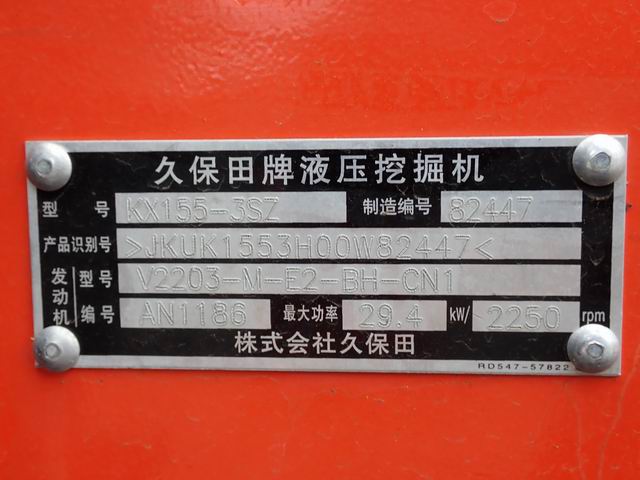 久保田牌液压挖掘机
型号 KX155-3SZ 制造编号 82447
产品识别号 >JKUK1553H00W82447<
发动机 型号 V2203-M-E2-BH-CN1
编号 AN1186 最大功率 29.4 kW/ 2250 rpm
株式会社久保田
RD547-57822